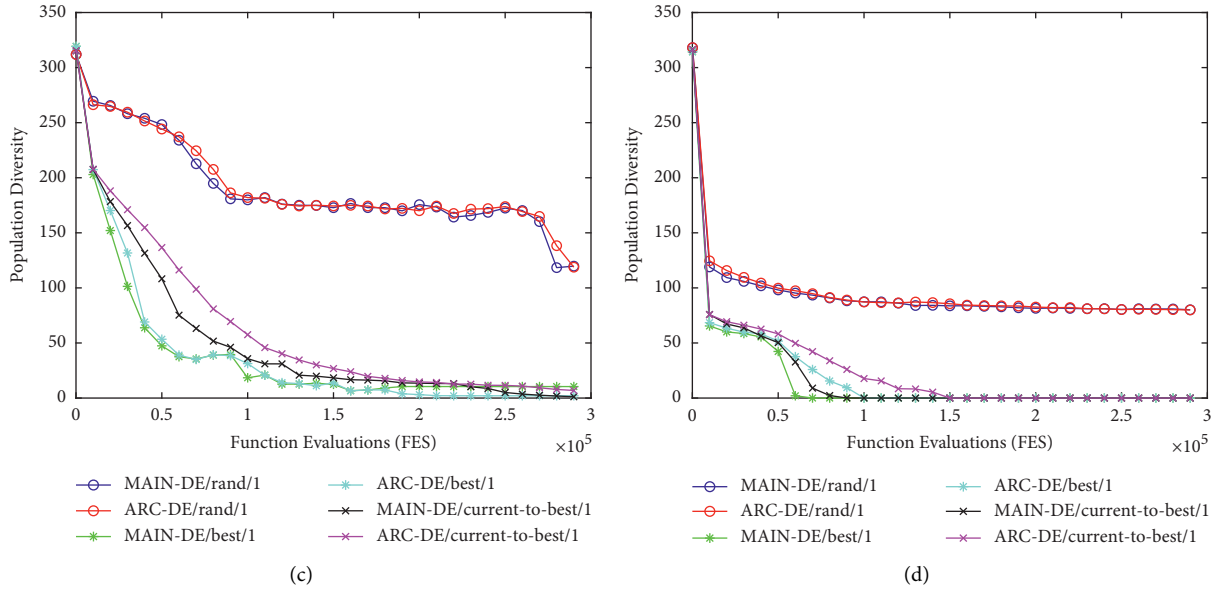 350
300
250
200
150
100
50
0
Population Diversity
0
0.5
1
1.5
2
2.5
3
Function Evaluations (FES)
×10⁵
MAIN-DE/rand/1
ARC-DE/rand/1
MAIN-DE/best/1
ARC-DE/best/1
MAIN-DE/current-to-best/1
ARC-DE/current-to-best/1
(c)
350
300
250
200
150
100
50
0
Population Diversity
0
0.5
1
1.5
2
2.5
3
Function Evaluations (FES)
×10⁵
MAIN-DE/rand/1
ARC-DE/rand/1
MAIN-DE/best/1
ARC-DE/best/1
MAIN-DE/current-to-best/1
ARC-DE/current-to-best/1
(d)